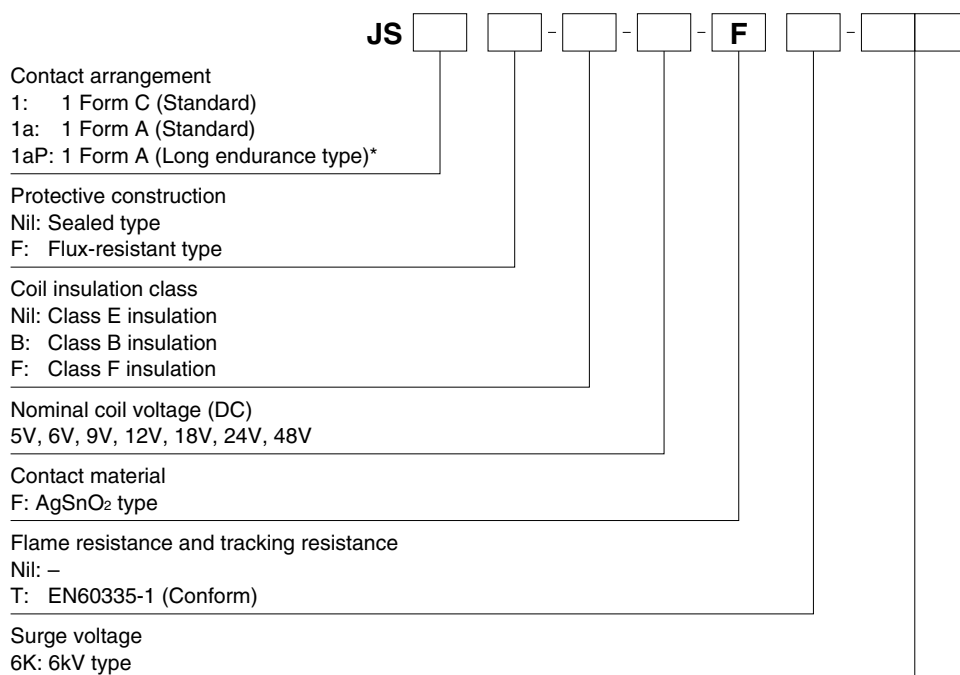 JS - - - F -
Contact arrangement
1: 1 Form C (Standard)
1a: 1 Form A (Standard)
1aP: 1 Form A (Long endurance type)*
Protective construction
Nil: Sealed type
F: Flux-resistant type
Coil insulation class
Nil: Class E insulation
B: Class B insulation
F: Class F insulation
Nominal coil voltage (DC)
5V, 6V, 9V, 12V, 18V, 24V, 48V
Contact material
F: AgSnO₂ type
Flame resistance and tracking resistance
Nil: –
T: EN60335-1 (Conform)
Surge voltage
6K: 6kV type